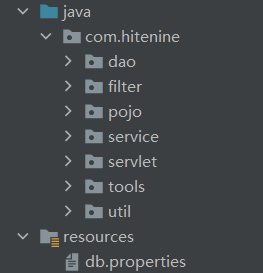 java
com.hitenine
dao
filter
pojo
service
servlet
tools
util
resources
db.properties